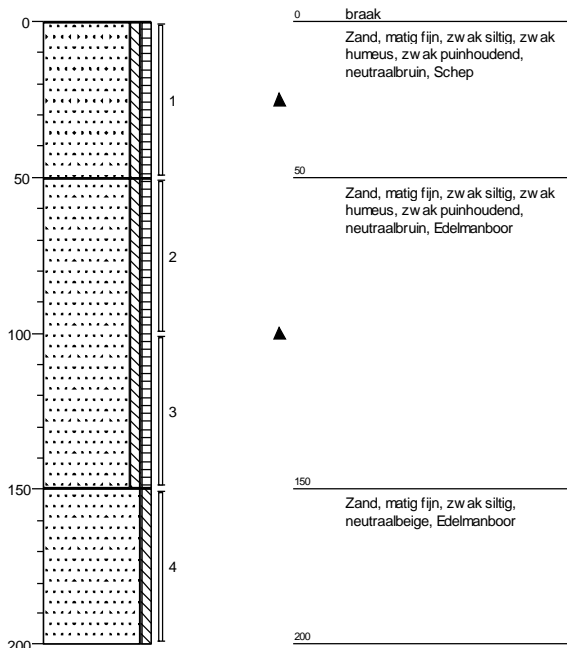 0
50
100
150
200
1
2
3
4
0 braak
Zand, matig fijn, zwak siltig, zwak
humeus, zwak puinhoudend,
neutraalbruin, Schep
50
Zand, matig fijn, zwak siltig, zwak
humeus, zwak puinhoudend,
neutraalbruin, Edelmanboor
150
Zand, matig fijn, zwak siltig,
neutraalbeige, Edelmanboor
200